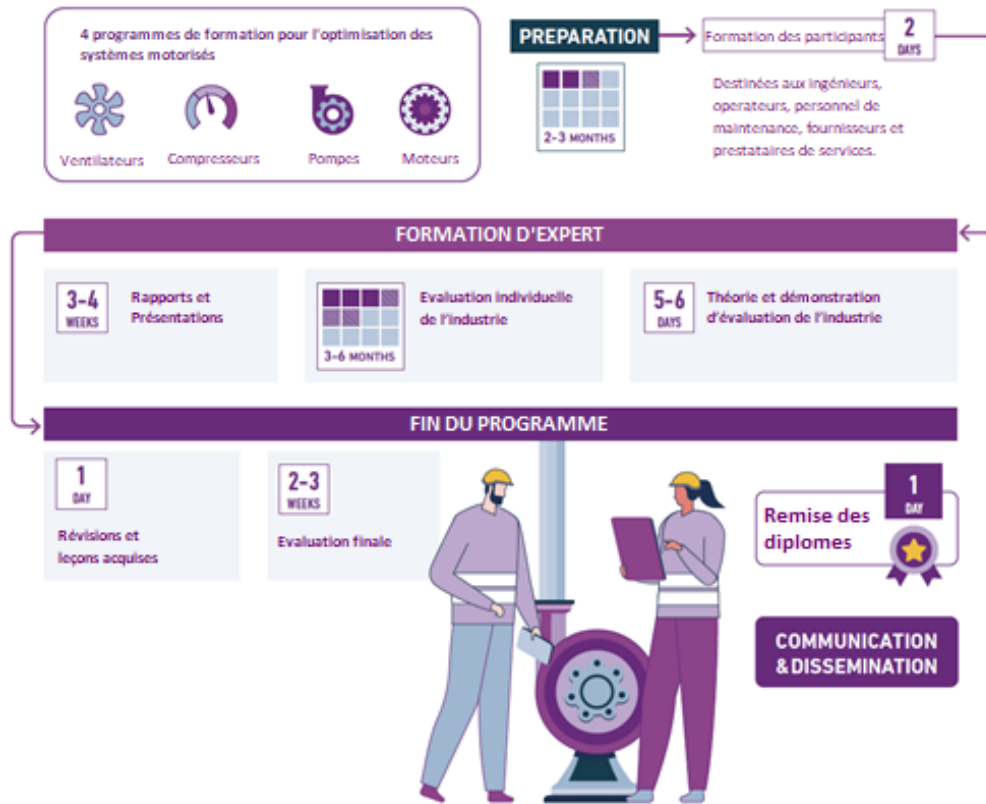 4 programmes de formation pour l'optimisation des
systèmes motorisés
Ventilateurs
Compresseurs
Pompes
Moteurs
PREPARATION
2-3 MONTHS
Formation des participants
2
DAYS
Destinées aux ingénieurs,
operateurs, personnel de
maintenance, fournisseurs et
prestataires de services.
FORMATION D'EXPERT
3-4
WEEKS
Rapports et
Présentations
3-6 MONTHS
Evaluation individuelle
de l'industrie
5-6
DAYS
Théorie et démonstration
d'évaluation de l'industrie
FIN DU PROGRAMME
1
DAY
Révisions et
leçons acquises
2-3
WEEKS
Evaluation finale
1
DAY
Remise des
diplomes
COMMUNICATION
&DISSEMINATION